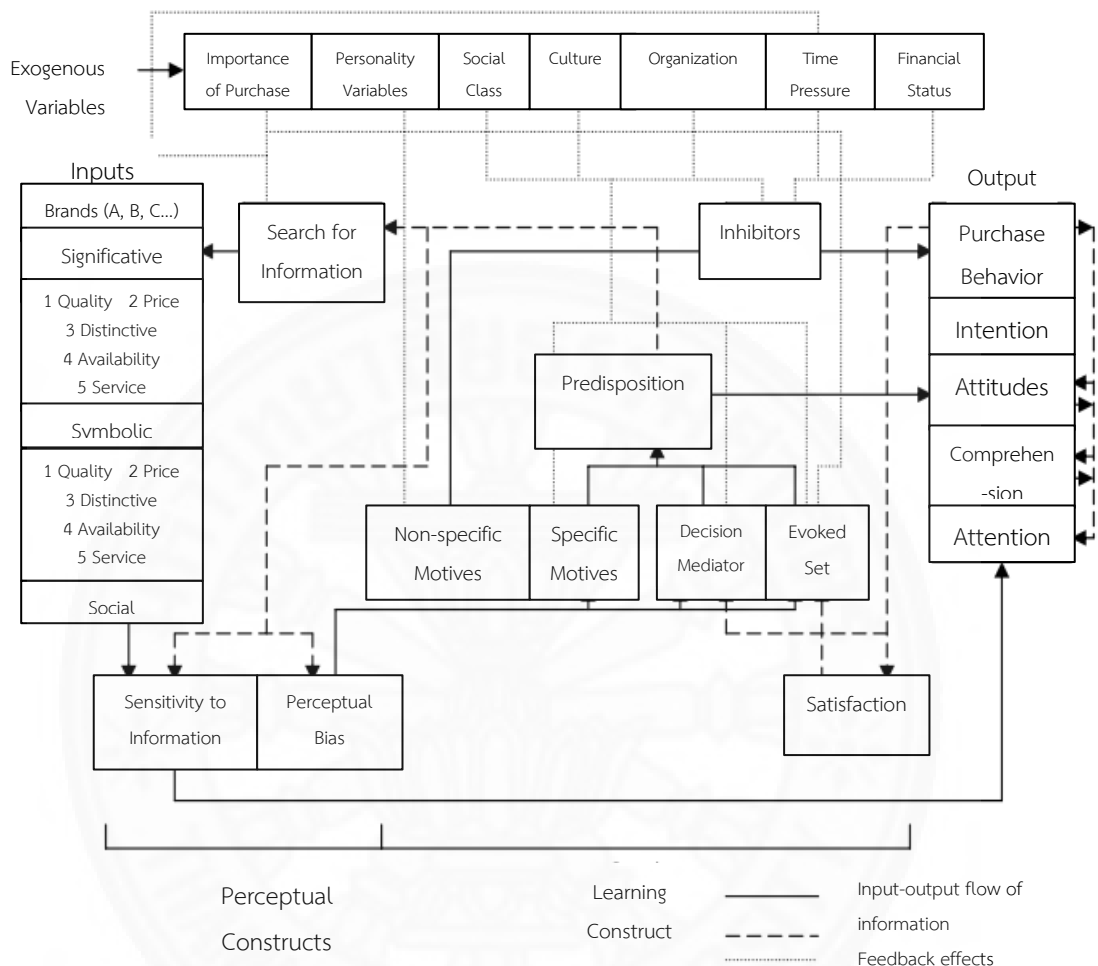 Exogenous
Variables
Importance
of Purchase
Personality
Variables
Social
Class
Culture
Organization
Time
Pressure
Financial
Status
Inputs
Brands (A, B, C...)
Significative
1 Quality 2 Price
3 Distinctive
4 Availability
5 Service
Symbolic
1 Quality 2 Price
3 Distinctive
4 Availability
5 Service
Social
Search for
Information
Inhibitors
Predisposition
Output
Purchase
Behavior
Intention
Attitudes
Comprehen
-sion
Attention
Non-specific
Motives
Specific
Motives
Decision
Mediator
Evoked
Set
Sensitivity to
Information
Perceptual
Bias
Satisfaction
Perceptual
Constructs
Learning
Construct
Input-output flow of
information
Feedback effects